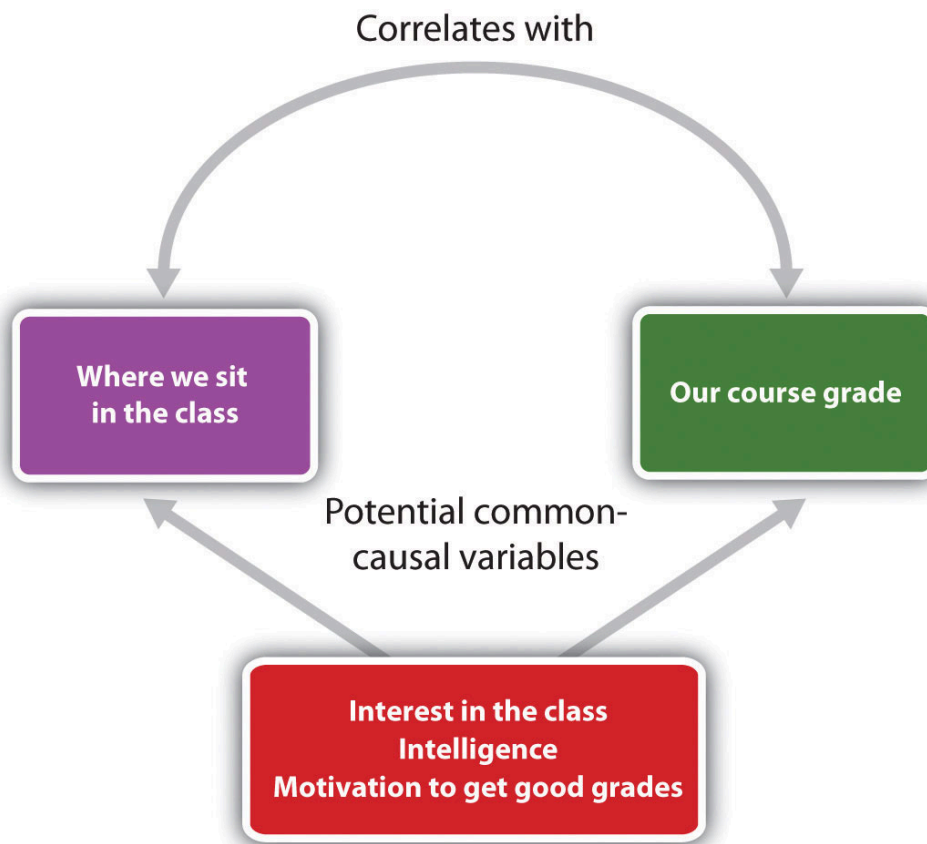 Correlates with
Where we sit
in the class
Our course grade
Potential common-
causal variables
Interest in the class
Intelligence
Motivation to get good grades